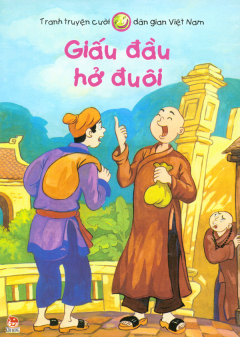 Tranh truyện cười dân gian Việt Nam
Giấu đầu
hở đuôi